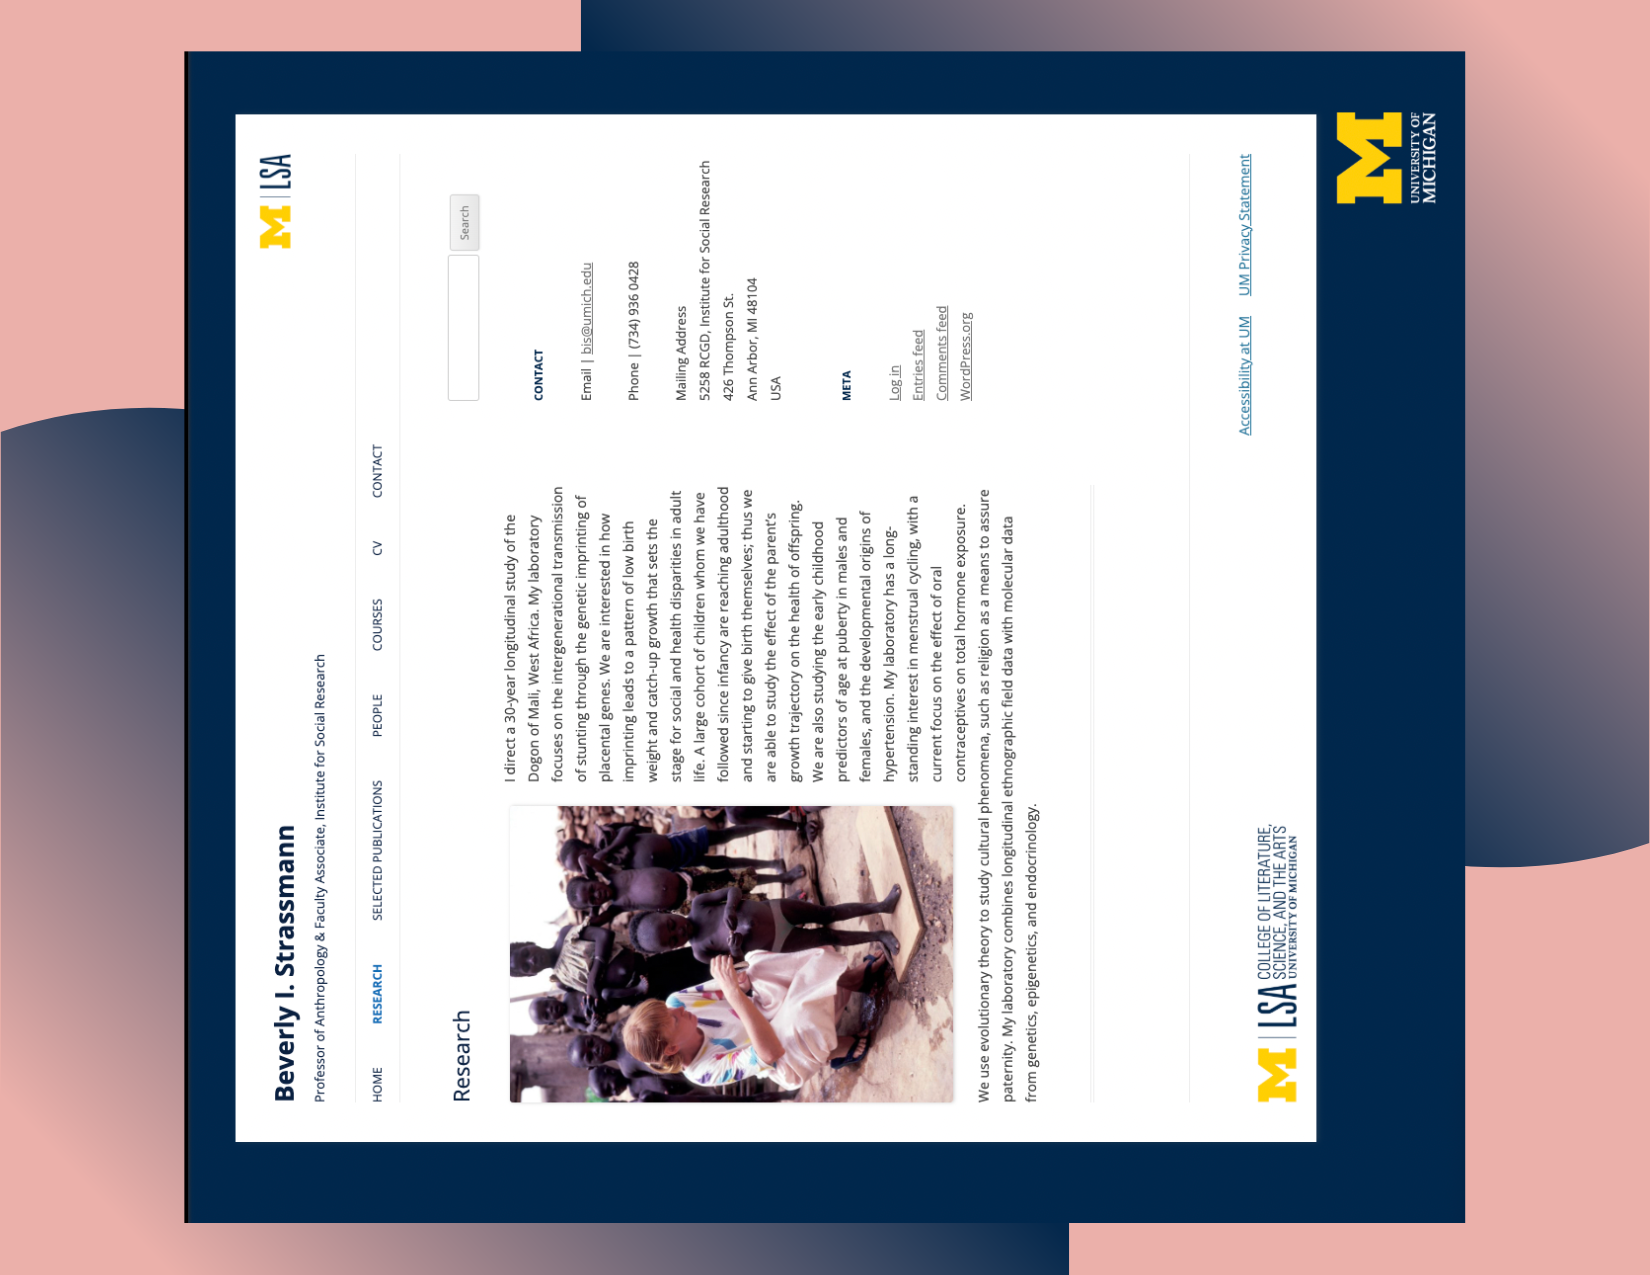 Beverly I. Strassmann
Professor of Anthropology & Faculty Associate, Institute for Social Research
M | LSA
HOME
RESEARCH
SELECTED PUBLICATIONS
PEOPLE
COURSES
CV
CONTACT
Research
I direct a 30-year longitudinal study of the
Dogon of Mali, West Africa. My laboratory
focuses on the intergenerational transmission
of stunting through the genetic imprinting of
placental genes. We are interested in how
imprinting leads to a pattern of low birth
weight and catch-up growth that sets the
stage for social and health disparities in adult
life. A large cohort of children whom we have
followed since infancy are reaching adulthood
and starting to give birth themselves; thus we
are able to study the effect of the parent's
growth trajectory on the health of offspring.
We are also studying the early childhood
predictors of age at puberty in males and
females, and the developmental origins of
hypertension. My laboratory has a long-
standing interest in menstrual cycling, with a
current focus on the effect of oral
contraceptives on total hormone exposure.
We use evolutionary theory to study cultural phenomena, such as religion as a means to assure
paternity. My laboratory combines longitudinal ethnographic field data with molecular data
from genetics, epigenetics, and endocrinology.
Search
CONTACT
Email | bis@umich.edu
Phone | (734) 936 0428
Mailing Address
5258 RCGD, Institute for Social Research
426 Thompson St.
Ann Arbor, MI 48104
USA
META
Log in
Entries feed
Comments feed
WordPress.org
M | LSA COLLEGE OF LITERATURE,
SCIENCE, AND THE ARTS
UNIVERSITY OF MICHIGAN
Accessibility at UM
UM Privacy Statement
M
UNIVERSITY OF
MICHIGAN